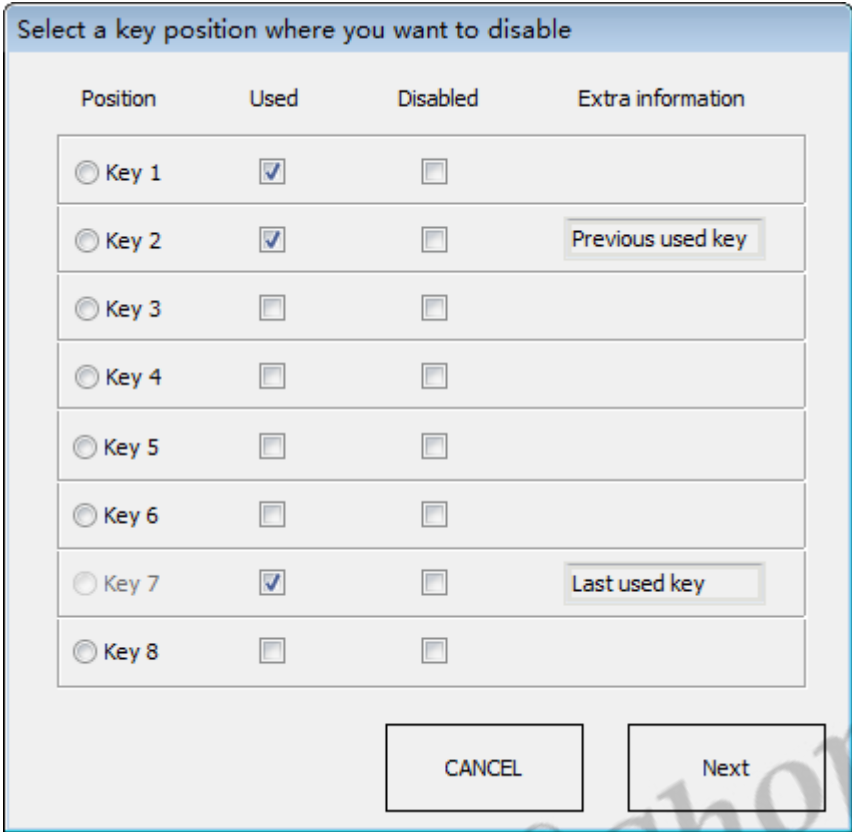 Select a key position where you want to disable
Position Used Disabled Extra information
Key 1
Key 2 Previous used key
Key 3
Key 4
Key 5
Key 6
Key 7 Last used key
Key 8
CANCEL Next